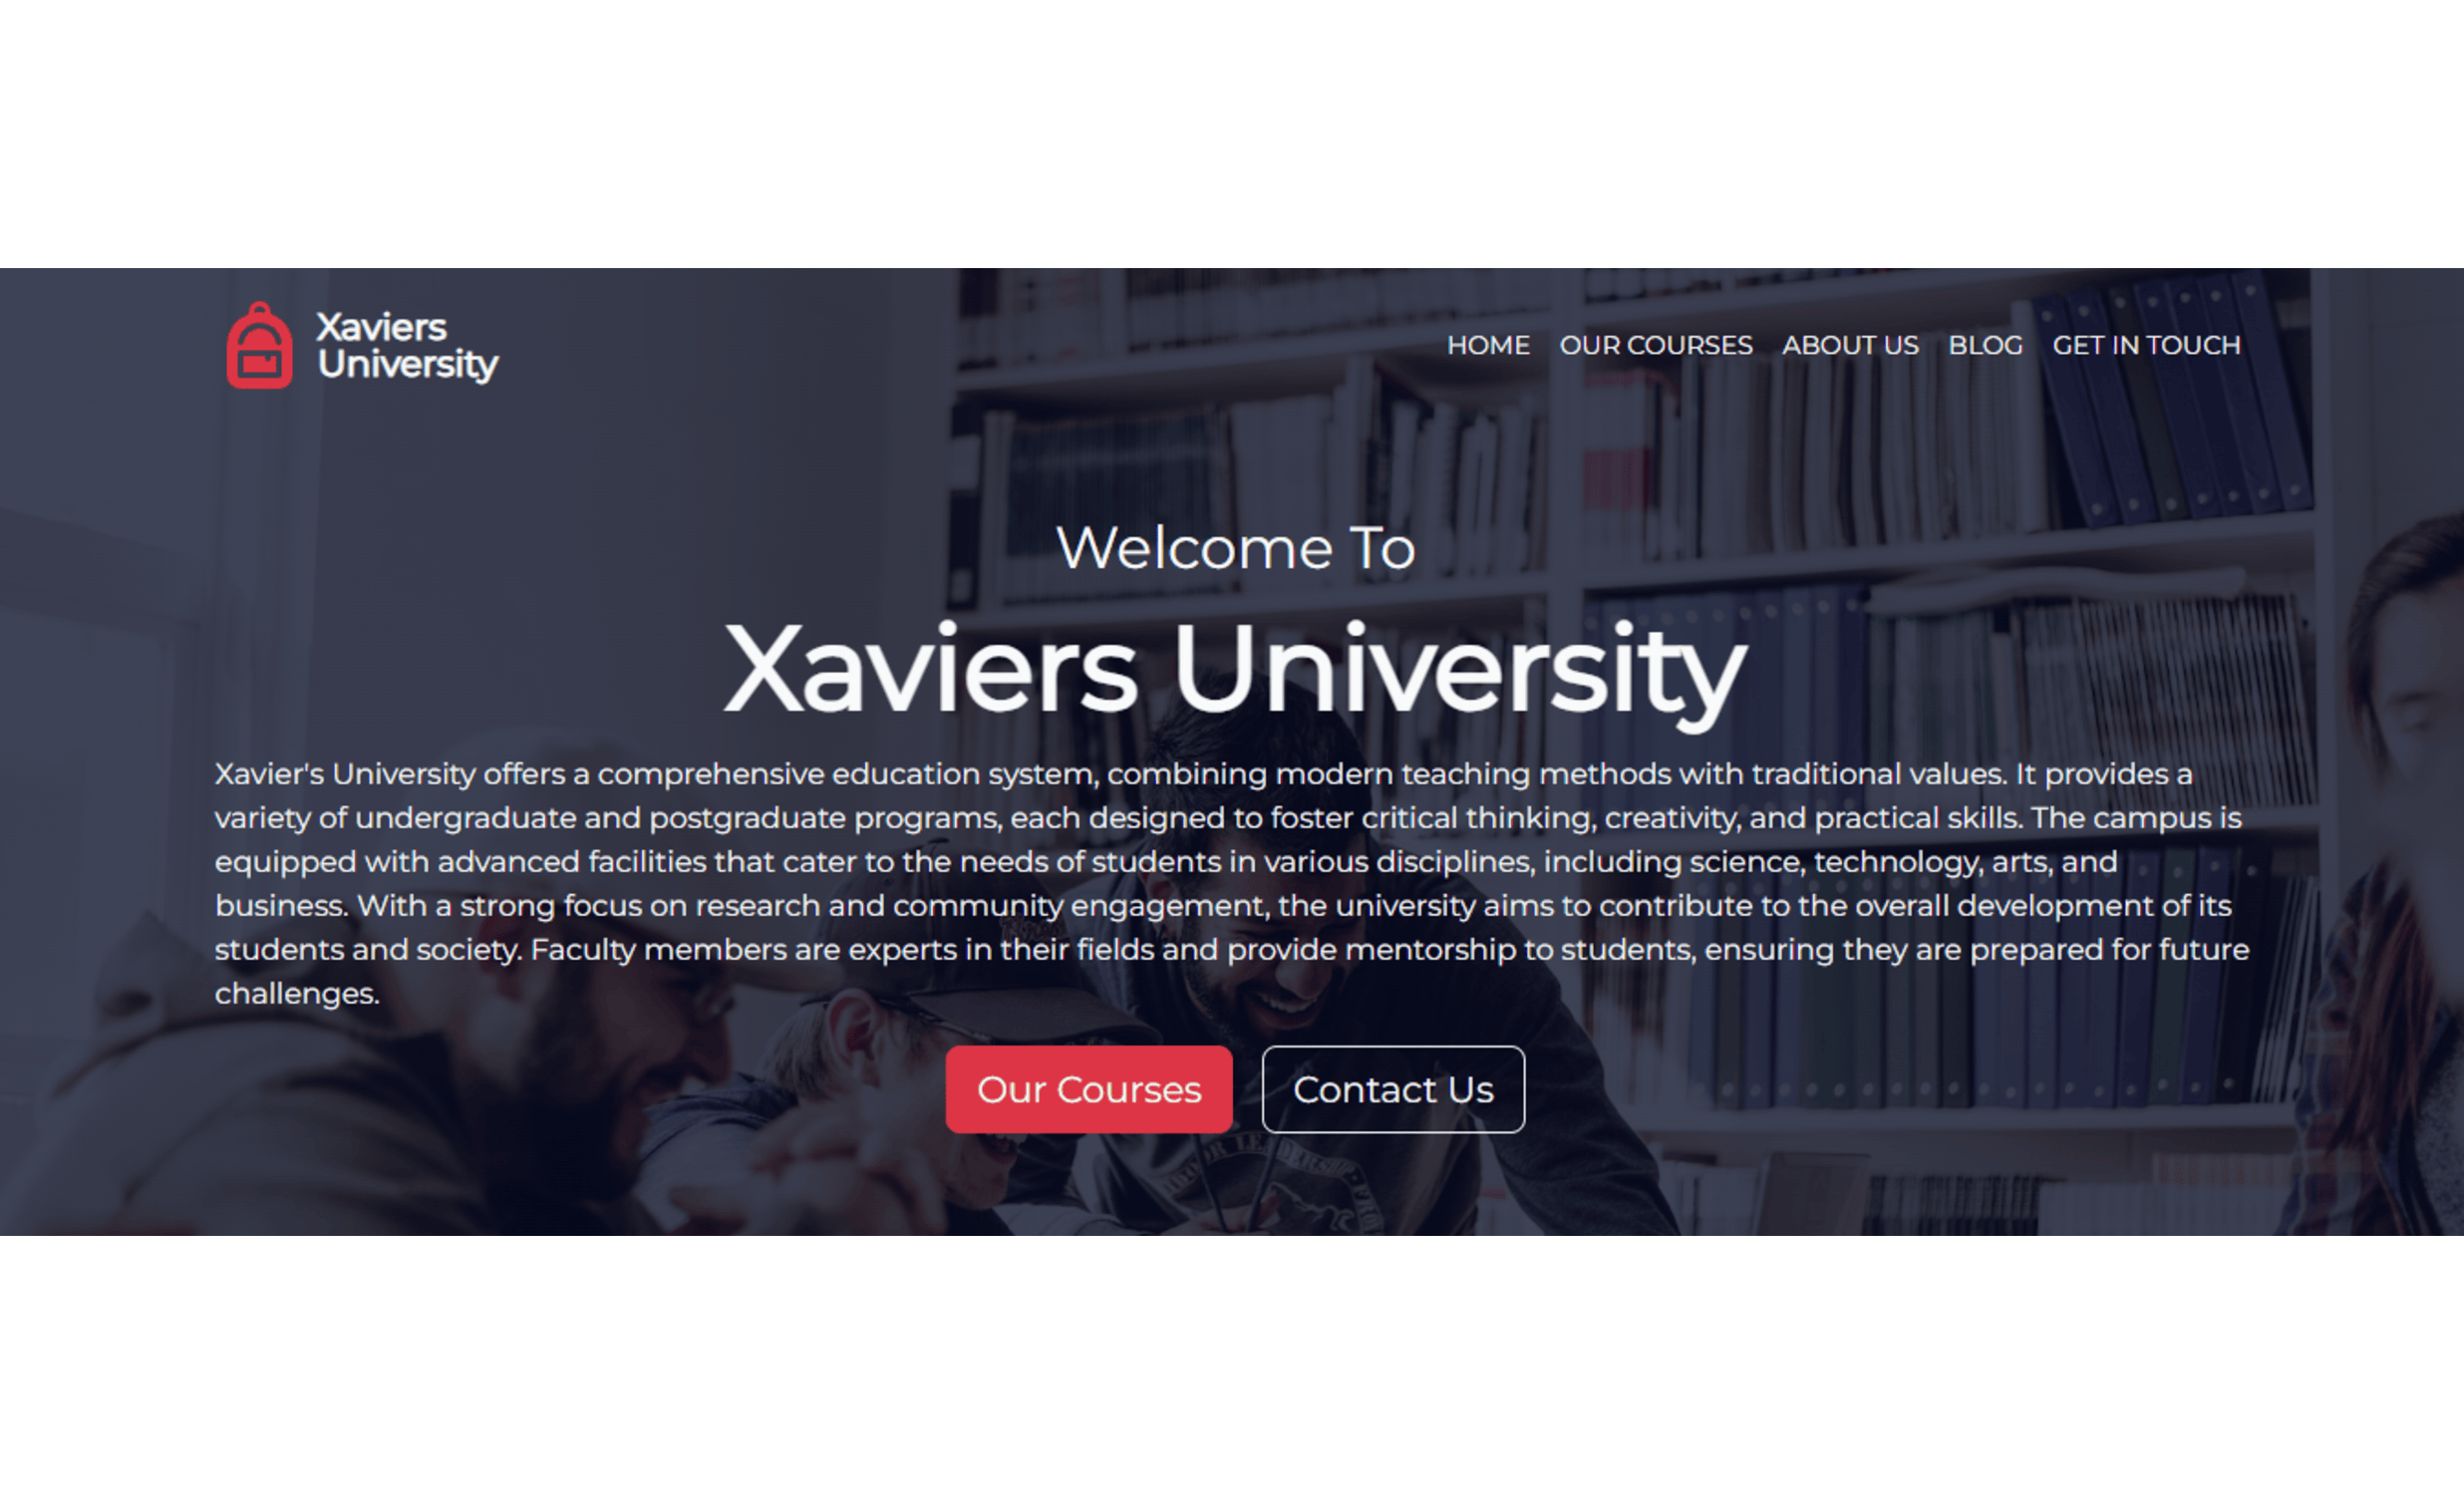 Xaviers
University
HOME OUR COURSES ABOUT US BLOG GET IN TOUCH
Welcome To
Xaviers University
Xavier's University offers a comprehensive education system, combining modern teaching methods with traditional values. It provides a
variety of undergraduate and postgraduate programs, each designed to foster critical thinking, creativity, and practical skills. The campus is
equipped with advanced facilities that cater to the needs of students in various disciplines, including science, technology, arts, and
business. With a strong focus on research and community engagement, the university aims to contribute to the overall development of its
students and society. Faculty members are experts in their fields and provide mentorship to students, ensuring they are prepared for future
challenges.
Our Courses Contact Us